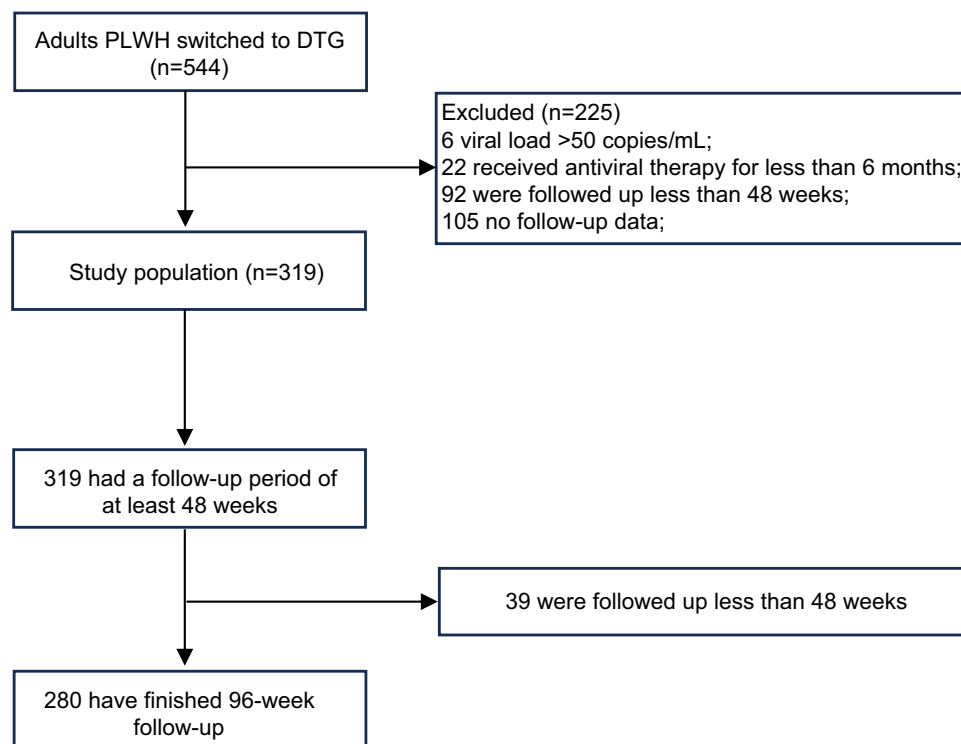 Adults PLWH switched to DTG
(n=544)
Excluded (n=225)
6 viral load >50 copies/mL;
22 received antiviral therapy for less than 6 months;
92 were followed up less than 48 weeks;
105 no follow-up data;
Study population (n=319)
319 had a follow-up period of
at least 48 weeks
39 were followed up less than 48 weeks
280 have finished 96-week
follow-up